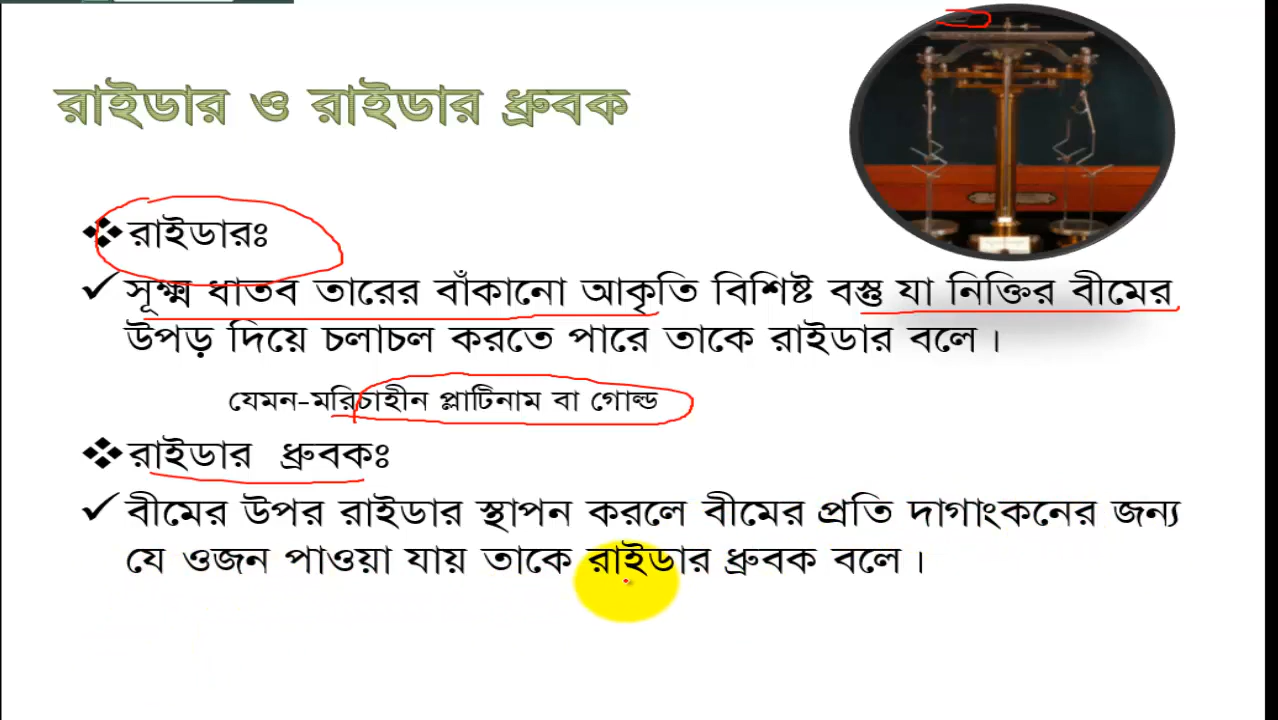 রাইডার ও রাইডার ধ্রুবক
রাইডারঃ
সূক্ষ্ম ধাতব তারের বাঁকানো আকৃতি বিশিষ্ট বস্তু যা নিক্তির বীমের
উপড় দিয়ে চলাচল করতে পারে তাকে রাইডার বলে।
যেমন-মরিচাহীন প্লাটিনাম বা গোল্ড
রাইডার ধ্রুবকঃ
বীমের উপর রাইডার স্থাপন করলে বীমের প্রতি দাগাংকনের জন্য
যে ওজন পাওয়া যায় তাকে রাইডার ধ্রুবক বলে।